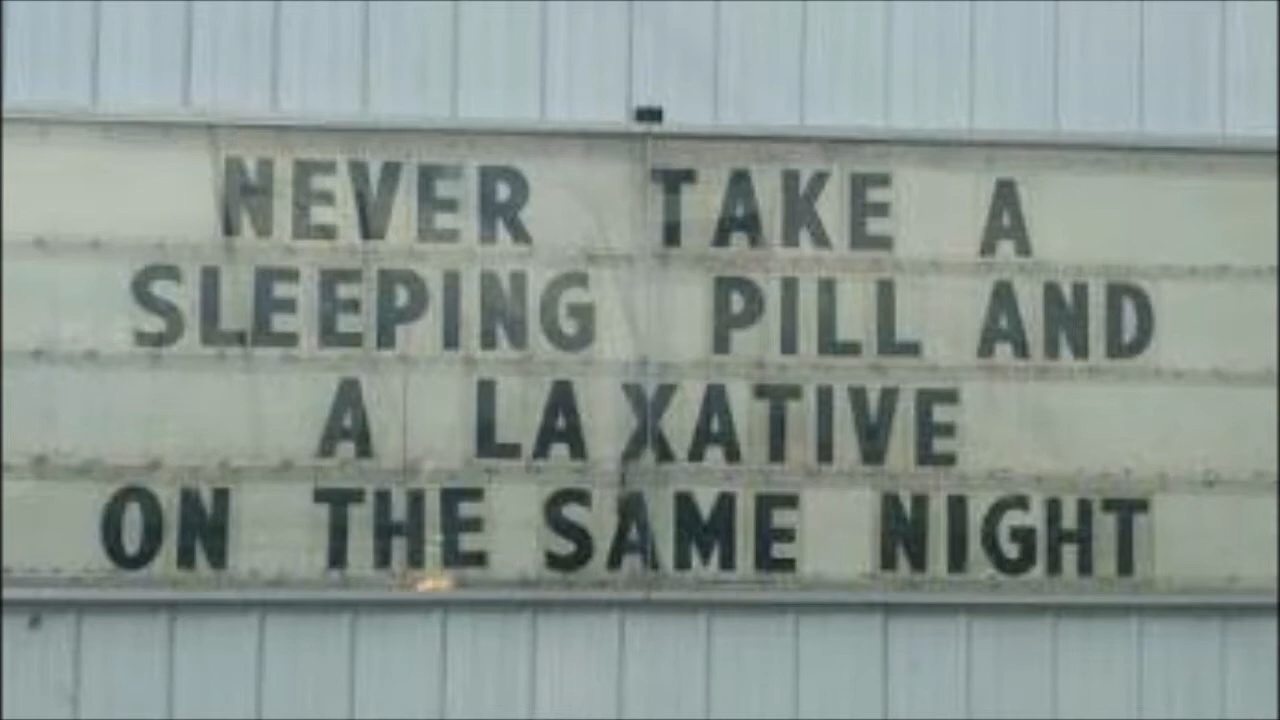 NEVER TAKE A
SLEEPING PILL AND
A LAXATIVE
ON THE SAME NIGHT